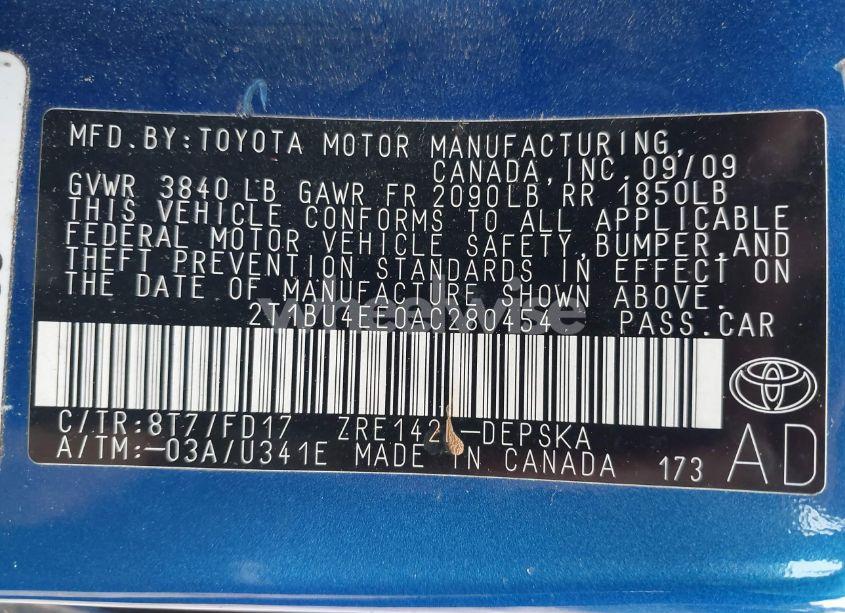 MFD.BY:TOYOTA MOTOR MANUFACTURING,
CANADA,INC. 09/09
GVWR 3840 LB GAWR FR 2090LB RR 1850LB
THIS VEHICLE CONFORMS TO ALL APPLICABLE
FEDERAL MOTOR VEHICLE SAFETY,BUMPER,AND
THEFT PREVENTION STANDARDS IN EFFECT ON
THE DATE OF MANUFACTURE SHOWN ABOVE.
2T1BU4EE0AC280454 PASS.CAR
wheelwise
C/TR:8T7/FD17 ZRE142L-DEPSKA
A/TM:-03A/U341E MADE IN CANADA 173 AD